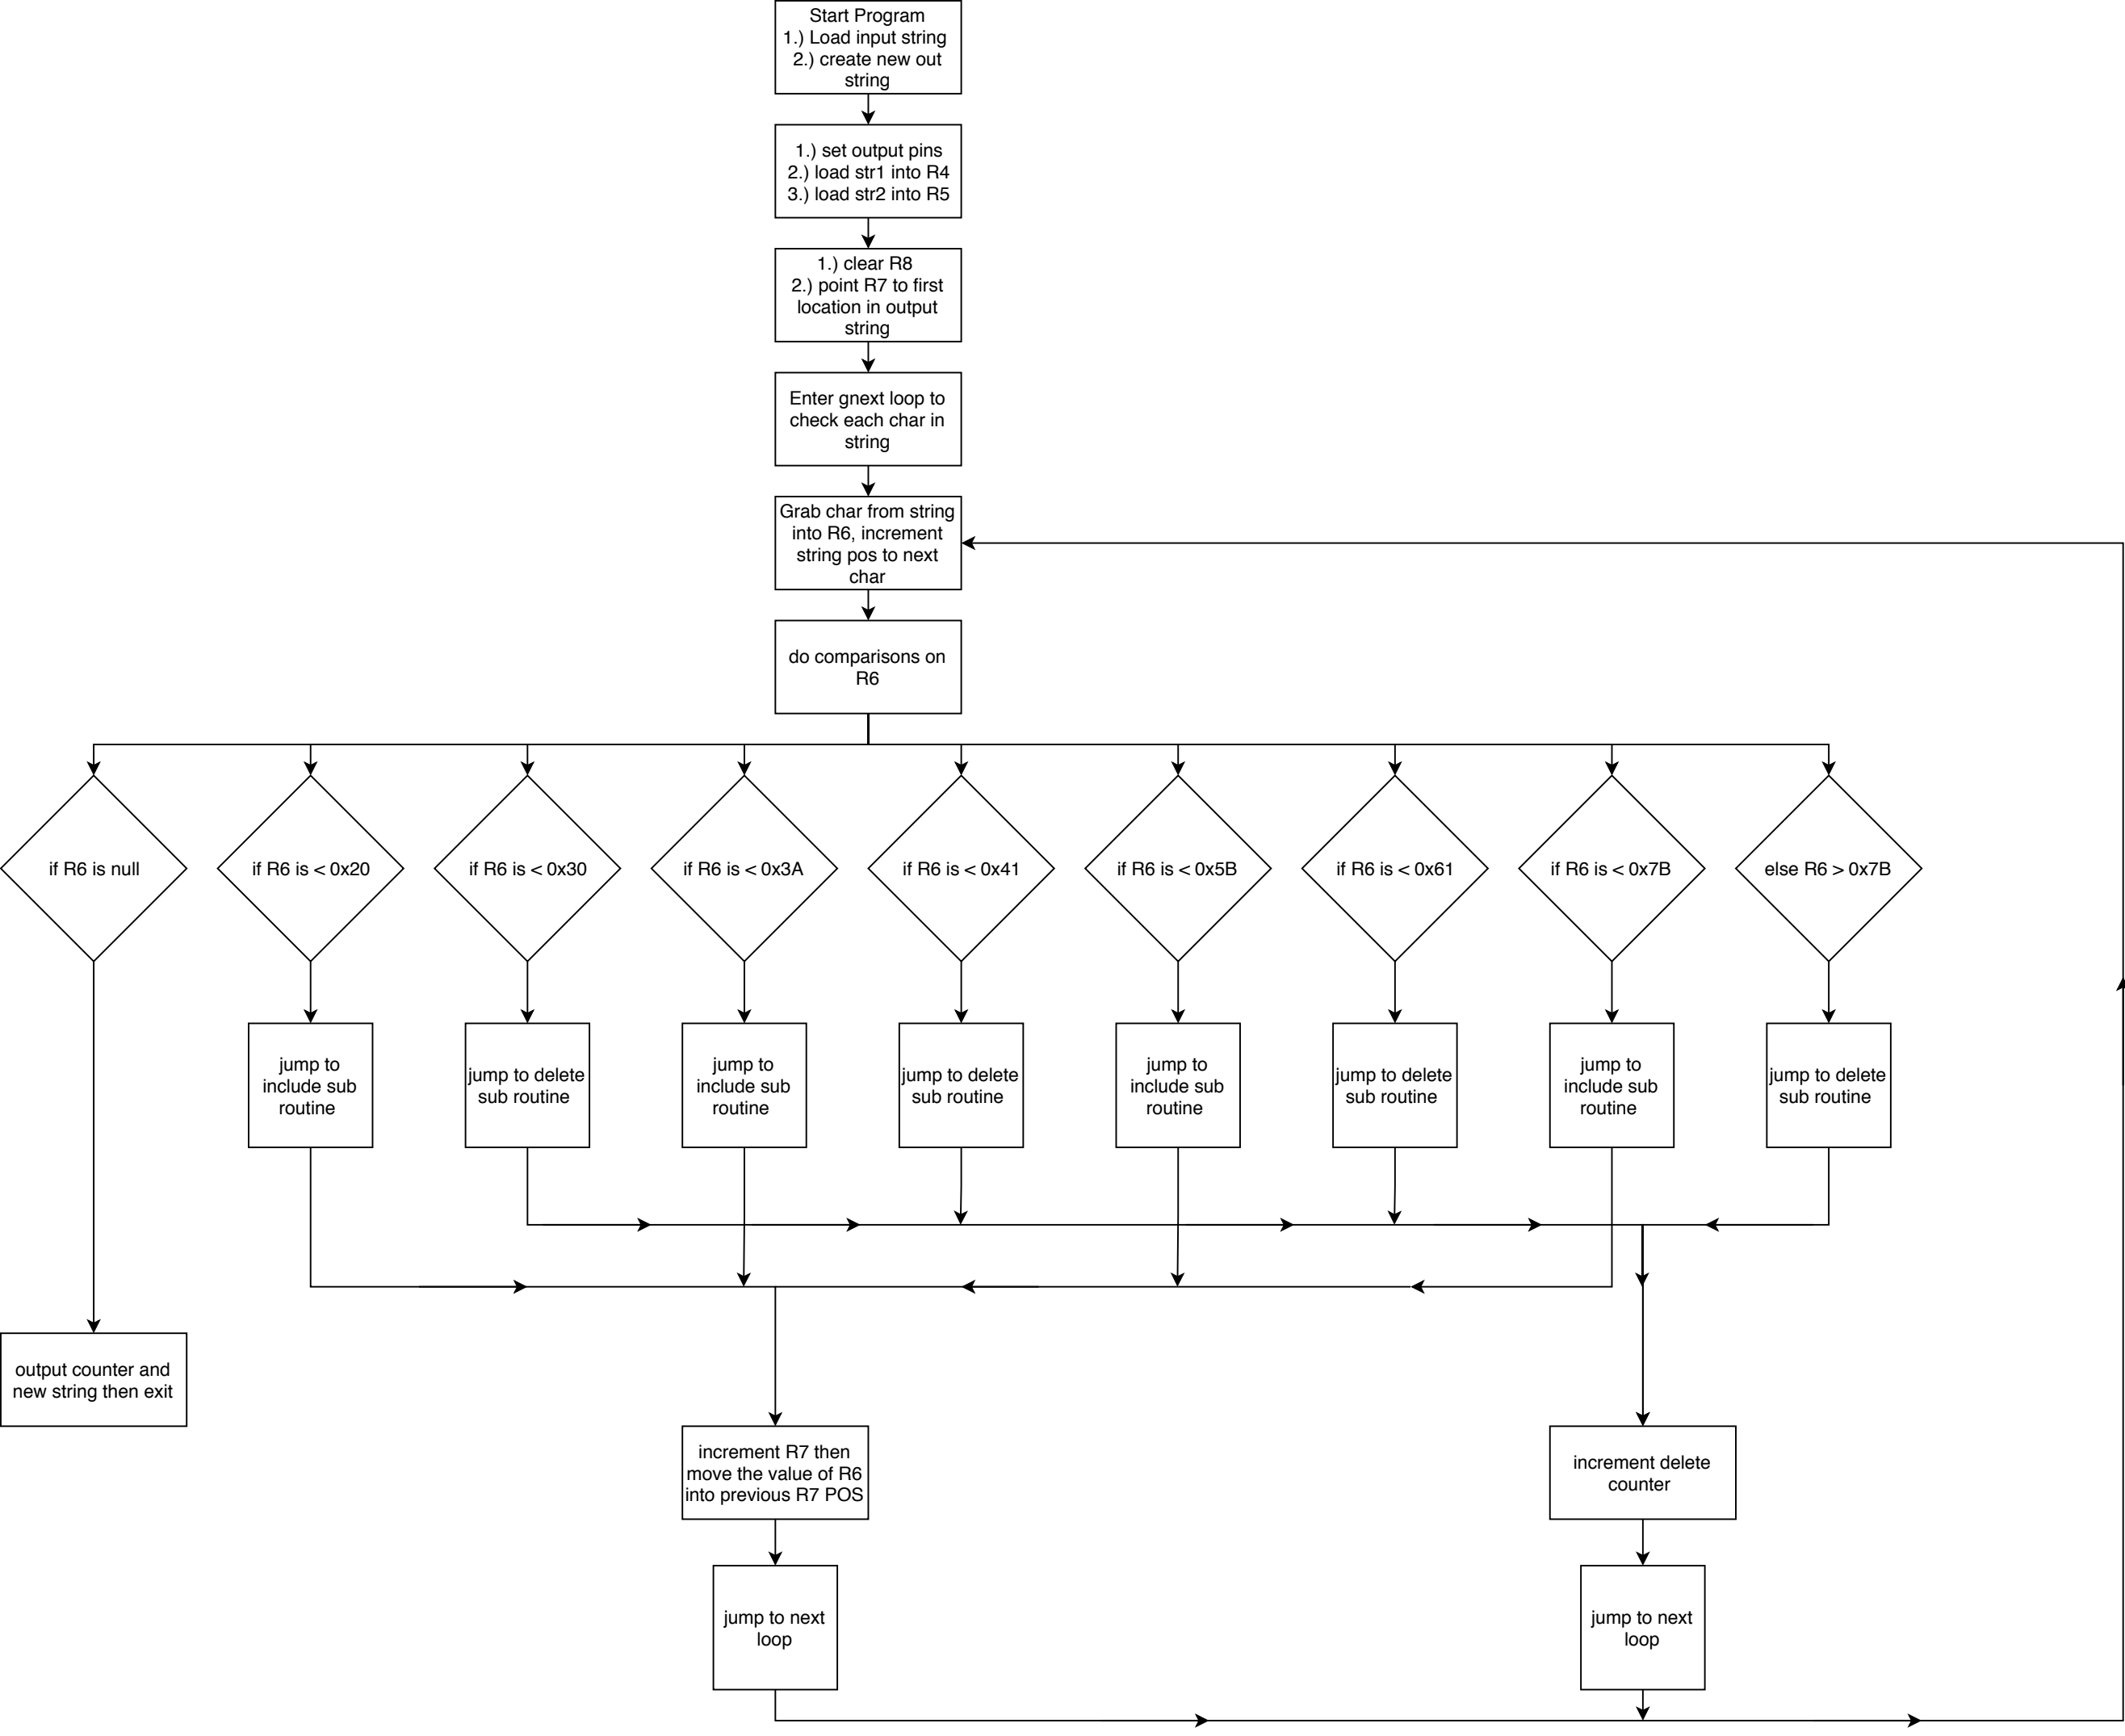 Start Program
1.) Load input string
2.) create new out
string
1.) set output pins
2.) load str1 into R4
3.) load str2 into R5
1.) clear R8
2.) point R7 to first
location in output
string
Enter gnext loop to
check each char in
string
Grab char from string
into R6, increment
string pos to next
char
do comparisons on
R6
if R6 is null
if R6 is < 0x20
if R6 is < 0x30
if R6 is < 0x3A
if R6 is < 0x41
if R6 is < 0x5B
if R6 is < 0x61
if R6 is < 0x7B
else R6 > 0x7B
jump to
include sub
routine
jump to delete
sub routine
jump to
include sub
routine
jump to delete
sub routine
jump to
include sub
routine
jump to delete
sub routine
jump to
include sub
routine
jump to delete
sub routine
output counter and
new string then exit
increment R7 then
move the value of R6
into previous R7 POS
increment delete
counter
jump to next
loop
jump to next
loop